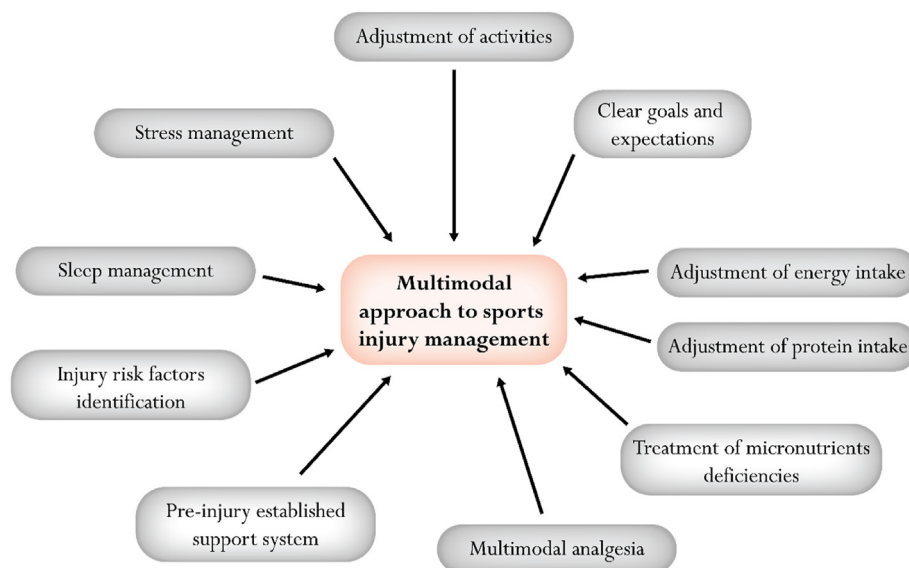 Adjustment of activities
Clear goals and
expectations
Stress management
Sleep management
Adjustment of energy intake
Multimodal
approach to sports
injury management
Adjustment of protein intake
Injury risk factors
identification
Treatment of micronutrients
deficiencies
Pre-injury established
support system
Multimodal analgesia